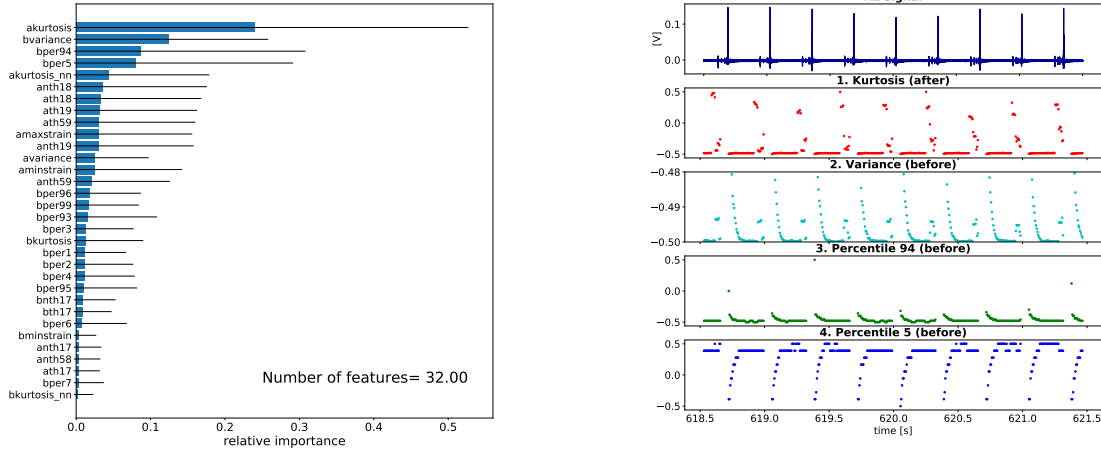 akurtosis
bvariance
bper94
bper5
akurtosis_nn
anth18
ath18
ath19
ath59
amaxstrain
anth19
avariance
aminstrain
anth59
bper96
bper99
bper93
bper3
bkurtosis
bper1
bper2
bper4
bper95
bnth17
bth17
bper6
bminstrain
anth17
anth58
ath17
bper7
bkurtosis_nn
Number of features= 32.00
0.0 0.1 0.2 0.3 0.4 0.5
relative importance
0.1
0.0
[V]
1. Kurtosis (after)
0.5
0.0
−0.5
2. Variance (before)
−0.48
−0.49
−0.50
3. Percentile 94 (before)
0.5
0.0
−0.5
4. Percentile 5 (before)
0.5
0.0
−0.5
618.5 619.0 619.5 620.0 620.5 621.0 621.5
time [s]